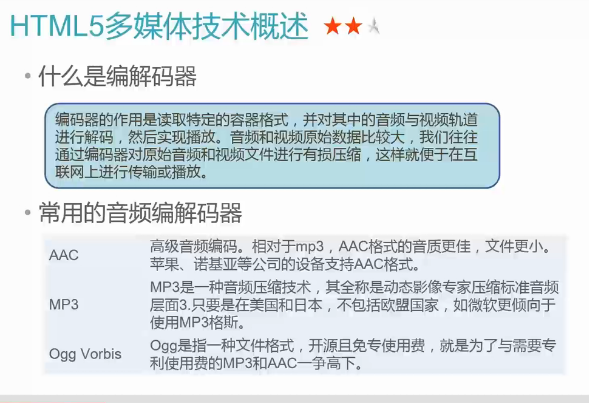 HTML5多媒体技术概述
• 什么是编解码器
编码器的作用是读取特定的容器格式，并对其中的音频与视频轨道
进行解码，然后实现播放。音频和视频原始数据比较大，我们往往
通过编码器对原始音频和视频文件进行有损压缩，这样就便于在互
联网上进行传输或播放。
• 常用的音频编解码器
AAC
高级音频编码。相对于mp3，AAC格式的音质更佳，文件更小。
苹果、诺基亚等公司的设备支持AAC格式。
MP3
MP3是一种音频压缩技术，其全称是动态影像专家压缩标准音频
层面3.只要是在美国和日本，不包括欧盟国家，如微软更倾向于
使用MP3格斯。
Ogg Vorbis
Ogg是指一种文件格式，开源且免专使用费，就是为了与需要专
利使用费的MP3和AAC一争高下。